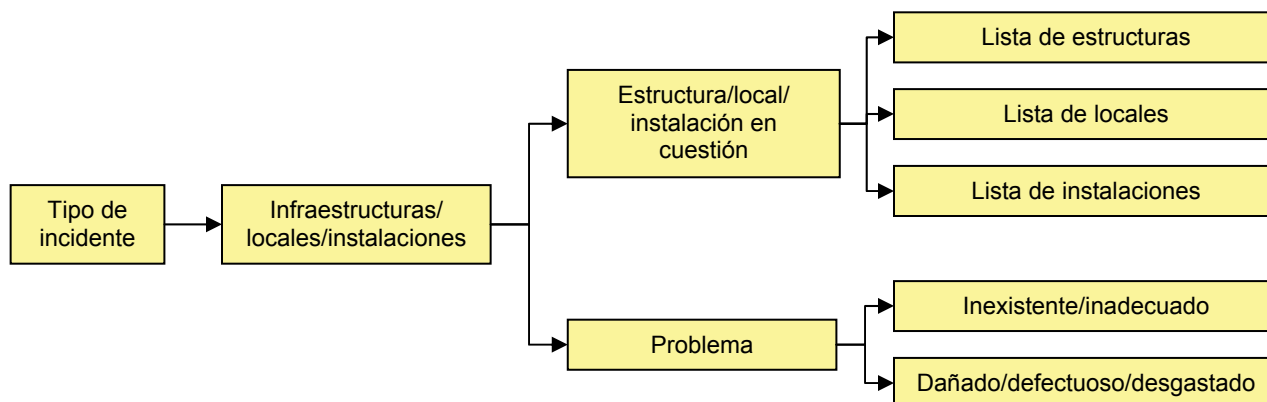 Tipo de
incidente
Infraestructuras/
locales/instalaciones
Estructura/local/
instalación en
cuestión
Lista de estructuras
Lista de locales
Lista de instalaciones
Problema
Inexistente/inadecuado
Dañado/defectuoso/desgastado